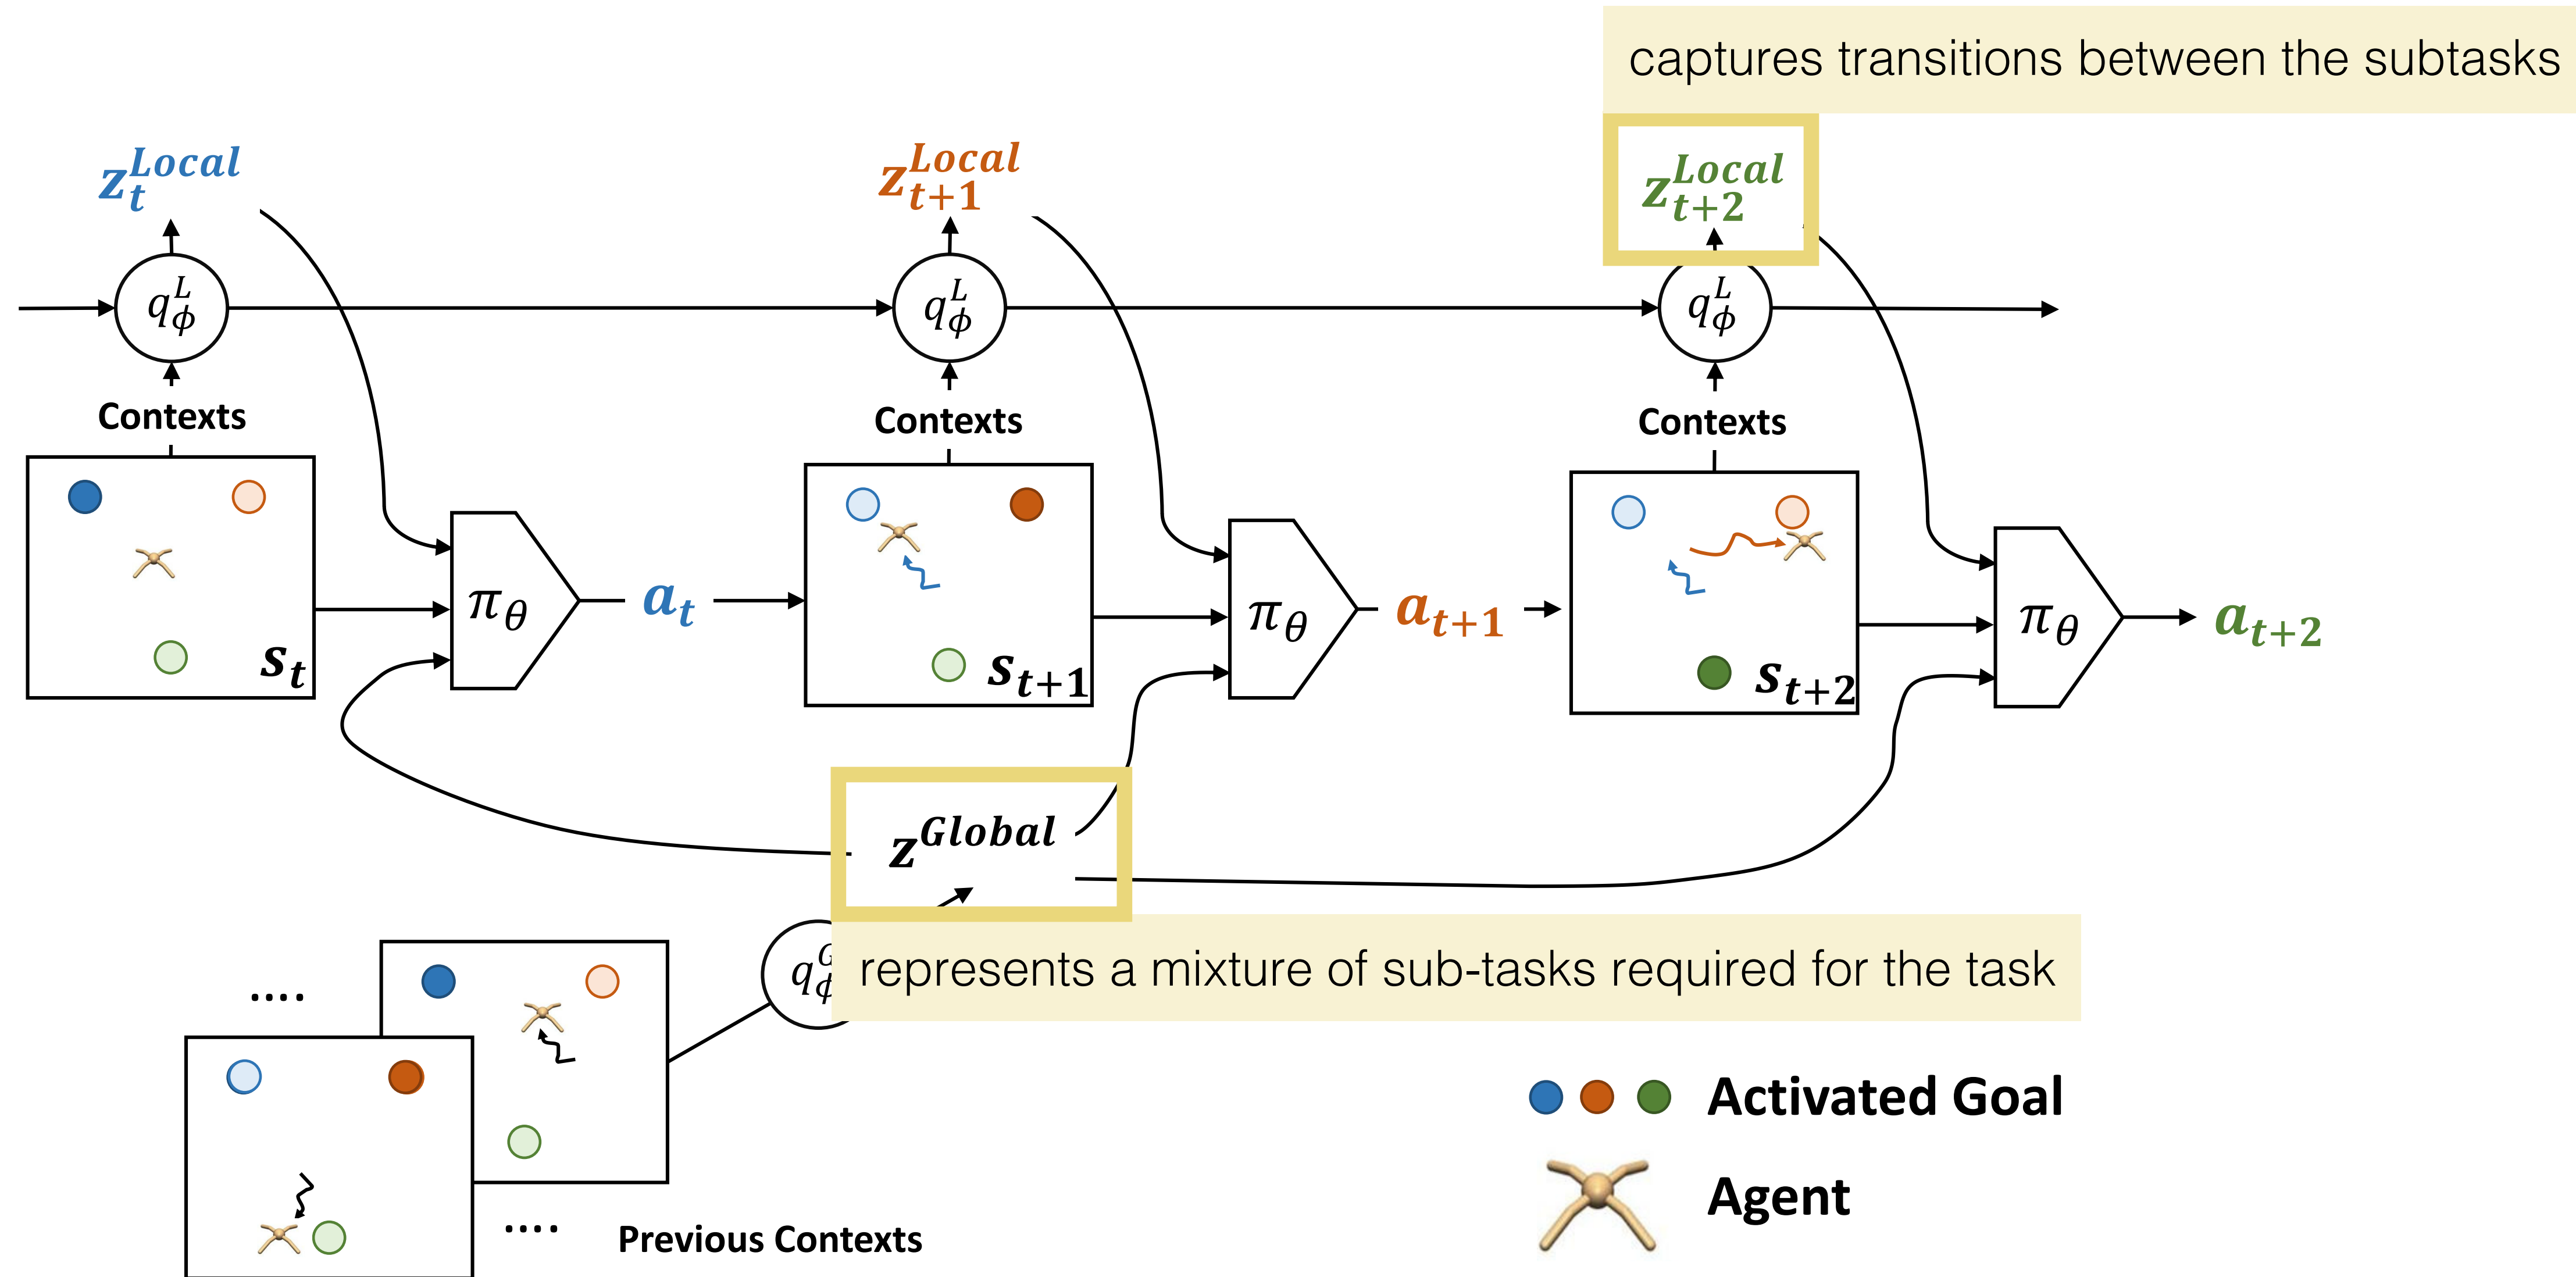 captures transitions between the subtasks
z_t^{Local}
z_{t+1}^{Local}
z_{t+2}^{Local}
q_ϕ^L
q_ϕ^L
q_ϕ^L
Contexts
Contexts
Contexts
s_t
π_θ
a_t
s_{t+1}
π_θ
a_{t+1}
s_{t+2}
π_θ
a_{t+2}
z^{Global}
q_ϕ
represents a mixture of sub-tasks required for the task
....
....
Previous Contexts
Activated Goal
Agent